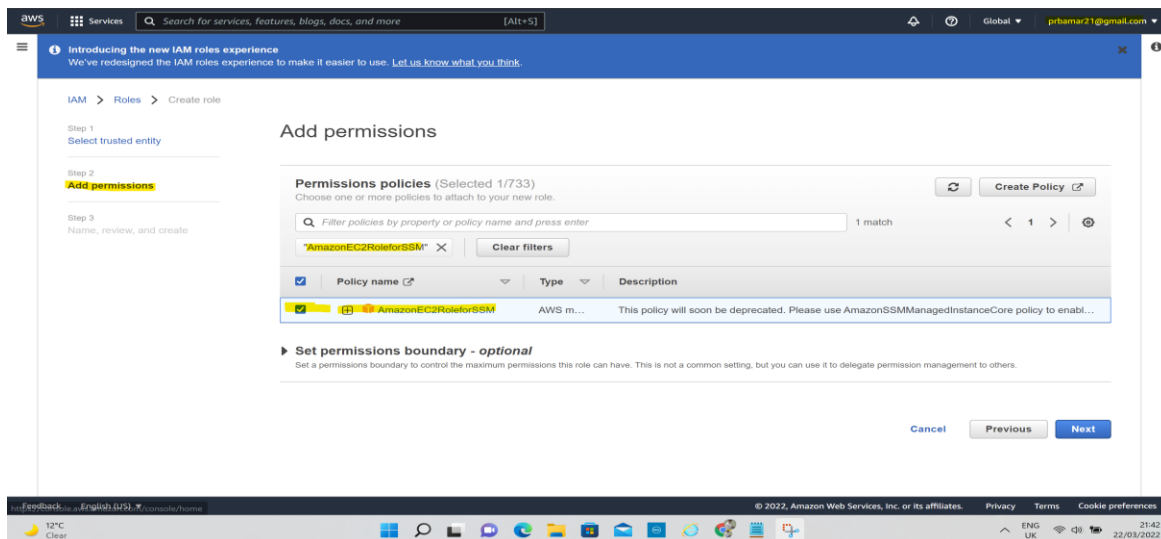 aws
Services
Search for services, features, blogs, docs, and more
[Alt+S]
Global
prbamar21@gmail.com
Introducing the new IAM roles experience
We've redesigned the IAM roles experience to make it easier to use. Let us know what you think.
IAM > Roles > Create role
Step 1
Select trusted entity
Step 2
Add permissions
Step 3
Name, review, and create
Add permissions
Permissions policies (Selected 1/733)
Choose one or more policies to attach to your new role.
Create Policy
Filter policies by property or policy name and press enter
1 match
< 1 >
"AmazonEC2RoleforSSM"
Clear filters
Policy name
Type
Description
AmazonEC2RoleforSSM
AWS m...
This policy will soon be deprecated. Please use AmazonSSMManagedInstanceCore policy to enabl...
Set permissions boundary - optional
Set a permissions boundary to control the maximum permissions this role can have. This is not a common setting, but you can use it to delegate permission management to others.
Cancel
Previous
Next
Feedback
English (US)
/console/home
© 2022, Amazon Web Services, Inc. or its affiliates.
Privacy
Terms
Cookie preferences
12°C
Clear
ENG
UK
21:42
22/03/2022